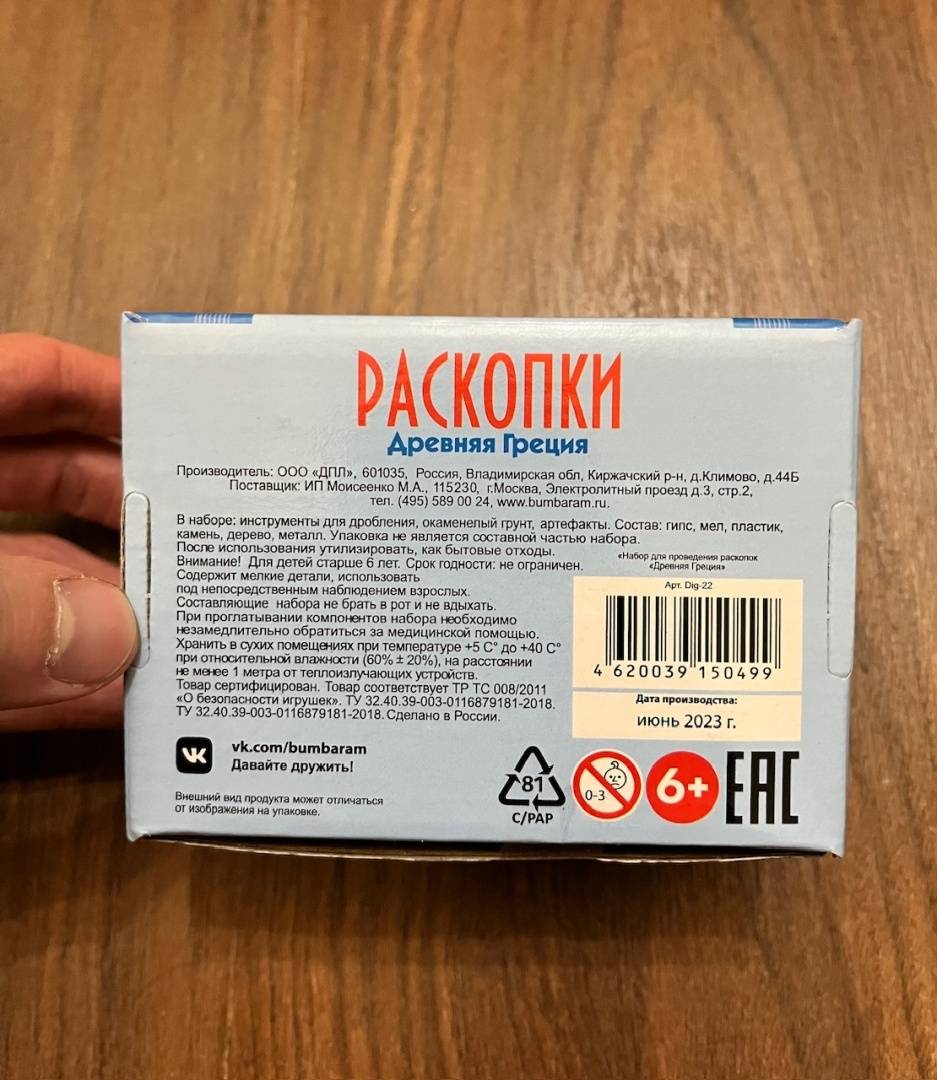 РАСКОПКИ
Древняя Греция
Производитель: ООО «ДПЛ», 601035, Россия, Владимирская обл, Киржачский р-н, д.Климово, д.44Б
Поставщик: ИП Моисеенко М.А., 115230, г.Москва, Электролитный проезд д.3, стр.2,
тел. (495) 589 00 24, www.bumbaram.ru.
В наборе: инструменты для дробления, окаменелый грунт, артефакты. Состав: гипс, мел, пластик,
камень, дерево, металл. Упаковка не является составной частью набора.
После использования утилизировать, как бытовые отходы.
Внимание! Для детей старше 6 лет. Срок годности: не ограничен.
Содержит мелкие детали, использовать
под непосредственным наблюдением взрослых.
Составляющие набора не брать в рот и не вдыхать.
При проглатывании компонентов набора необходимо
незамедлительно обратиться за медицинской помощью.
Хранить в сухих помещениях при температуре +5 С° до +40 С°
при относительной влажности (60% ± 20%), на расстоянии
не менее 1 метра от теплоизлучающих устройств.
Товар сертифицирован. Товар соответствует ТР ТС 008/2011
«О безопасности игрушек». ТУ 32.40.39-003-0116879181-2018.
ТУ 32.40.39-003-0116879181-2018. Сделано в России.
«Набор для проведения раскопок
«Древняя Греция»
Арт. Dig-22
4 620039 150499
Дата производства:
июнь 2023 г.
vk.com/bumbaram
Давайте дружить!
Внешний вид продукта может отличаться
от изображения на упаковке.
81
C/PAP
0-3
6+
EAC